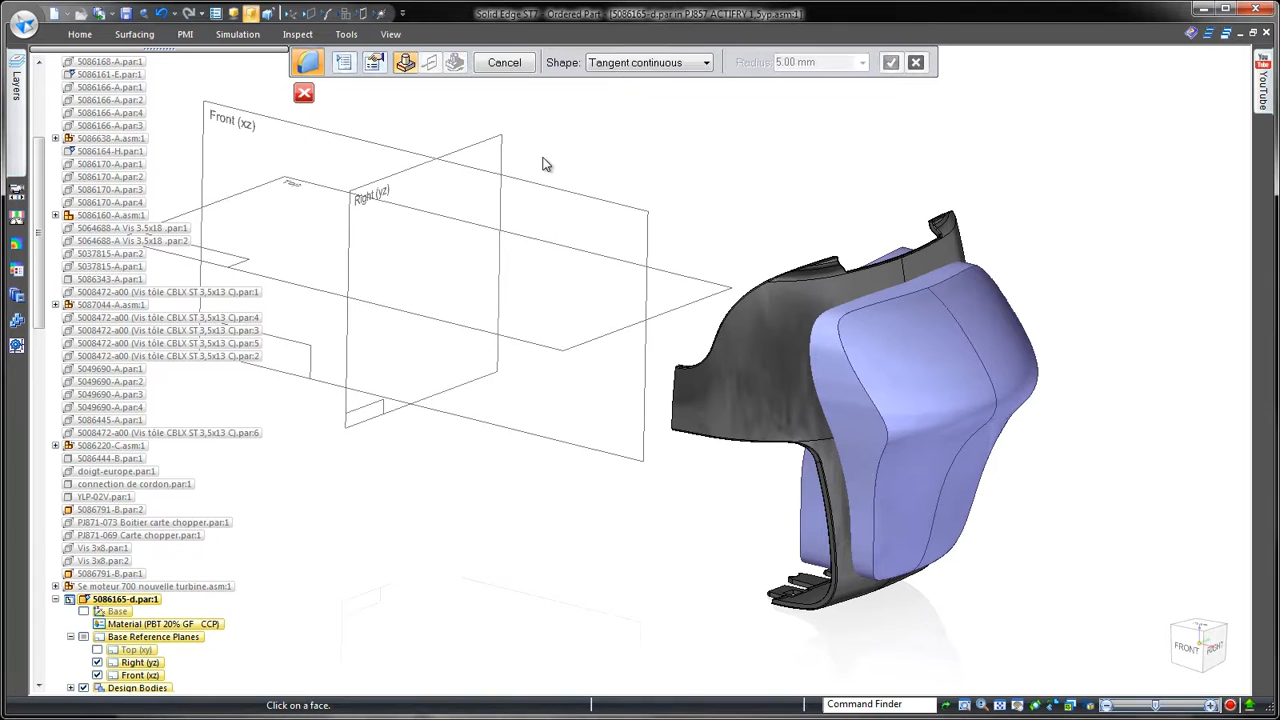 Solid Edge ST7 - Ordered Part - [5086165-d.par in PJ857 ACTIFRY 1,5yp.asm:1]
Home Surfacing PMI Simulation Inspect Tools View
Layers
Cancel Shape: Tangent continuous Radius: 5.00 mm
YouTube
5086168-A.par:1
5086161-E.par:1
5086166-A.par:1
5086166-A.par:2
5086166-A.par:4
5086166-A.par:3
5086638-A.asm:1
5086164-H.par:1
5086170-A.par:1
5086170-A.par:2
5086170-A.par:3
5086170-A.par:4
5086160-A.asm:1
5064688-A Vis 3.5x18 .par:1
5064688-A Vis 3.5x18 .par:2
5037815-A.par:2
5037815-A.par:1
5086343-A.par:1
5008472-a00 (Vis tôle CBLX ST 3,5x13 C).par:1
5087044-A.asm:1
5008472-a00 (Vis tôle CBLX ST 3,5x13 C).par:4
5008472-a00 (Vis tôle CBLX ST 3,5x13 C).par:3
5008472-a00 (Vis tôle CBLX ST 3,5x13 C).par:5
5008472-a00 (Vis tôle CBLX ST 3,5x13 C).par:2
5049690-A.par:1
5049690-A.par:2
5049690-A.par:3
5049690-A.par:4
5086445-A.par:1
5008472-a00 (Vis tôle CBLX ST 3,5x13 C).par:6
5086220-C.asm:1
5086444-B.par:1
doigt-europe.par:1
connection de cordon.par:1
YLP-02V.par:1
5086791-B.par:2
PJ871-073 Boitier carte chopper.par:1
PJ871-069 Carte chopper.par:1
Vis 3x8.par:1
Vis 3x8.par:2
5086791-B.par:1
Se moteur 700 nouvelle turbine.asm:1
5086165-d.par:1
Base
Material (PBT 20% GF CCP)
Base Reference Planes
Top (xy)
Right (yz)
Front (xz)
Design Bodies
Front (xz)
Right (yz)
FRONT RIGHT
Click on a face.
Command Finder